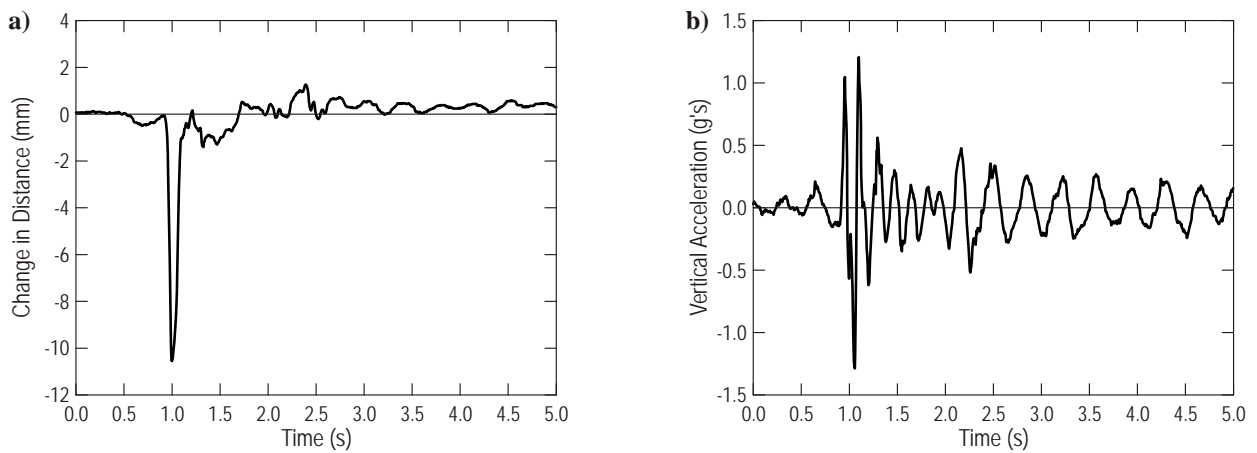 a)
4
2
0
-2
-4
-6
-8
-10
-12
Change in Distance (mm)
0.0 0.5 1.0 1.5 2.0 2.5 3.0 3.5 4.0 4.5 5.0
Time (s)
b)
1.5
1.0
0.5
0.0
-0.5
-1.0
-1.5
Vertical Acceleration (g's)
0.0 0.5 1.0 1.5 2.0 2.5 3.0 3.5 4.0 4.5 5.0
Time (s)